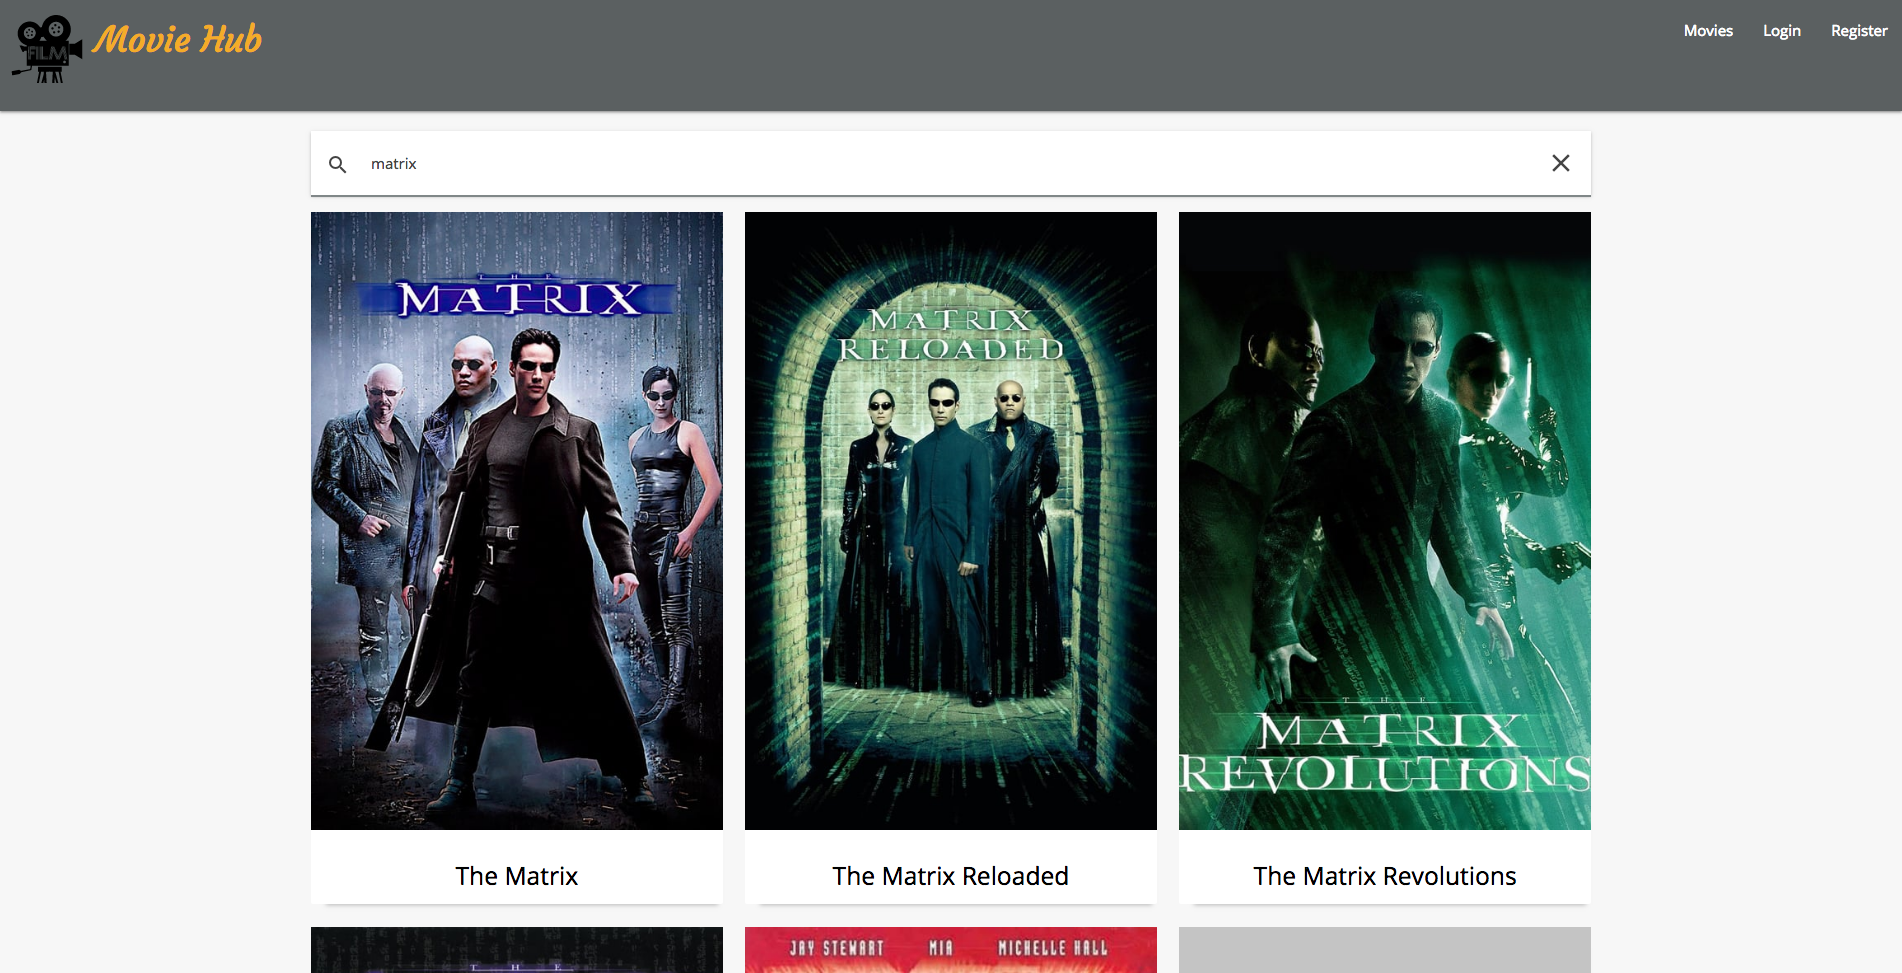 FILM
Movie Hub
Movies
Login
Register
matrix
THE
MATRIX
MATRIX
RELOADED
THE
MATRIX
REVOLUTIONS
The Matrix
The Matrix Reloaded
The Matrix Revolutions
THE
JAY STEWART MIA MICHELLE HALL